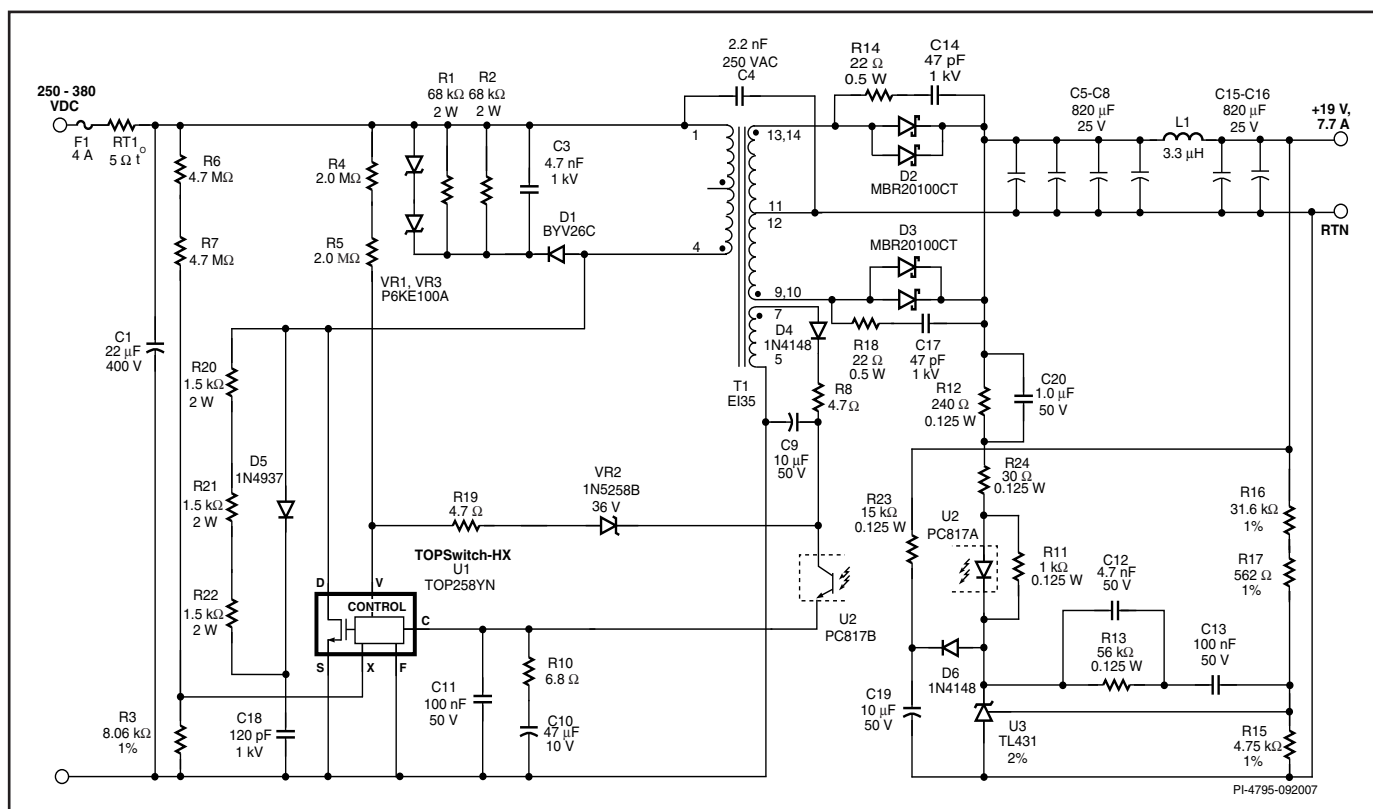 250 - 380
VDC
F1
4 A
RT1
5 Ω
t
O
R6
4.7 MΩ
R7
4.7 MΩ
C1
22 µF
400 V
R4
2.0 MΩ
R5
2.0 MΩ
VR1, VR3
P6KE100A
R1
68 kΩ
2 W
R2
68 kΩ
2 W
C3
4.7 nF
1 kV
D1
BYV26C
2.2 nF
250 VAC
C4
1
4
13,14
11
12
9,10
7
5
T1
EI35
R14
22 Ω
0.5 W
C14
47 pF
1 kV
D2
MBR20100CT
D3
MBR20100CT
C5-C8
820 µF
25 V
L1
3.3 µH
C15-C16
820 µF
25 V
+19 V,
7.7 A
RTN
D4
1N4148
R18
22 Ω
0.5 W
C17
47 pF
1 kV
R8
4.7 Ω
C9
10 µF
50 V
R12
240 Ω
0.125 W
C20
1.0 µF
50 V
R20
1.5 kΩ
2 W
D5
1N4937
R21
1.5 kΩ
2 W
R22
1.5 kΩ
2 W
R19
4.7 Ω
VR2
1N5258B
36 V
TOPSwitch-HX
U1
TOP258YN
D
V
CONTROL
C
S
X
F
U2
PC817B
R23
15 kΩ
0.125 W
R24
30 Ω
0.125 W
U2
PC817A
R11
1 kΩ
0.125 W
C12
4.7 nF
50 V
R13
56 kΩ
0.125 W
C13
100 nF
50 V
R16
31.6 kΩ
1%
R17
562 Ω
1%
R3
8.06 kΩ
1%
C18
120 pF
1 kV
C11
100 nF
50 V
R10
6.8 Ω
C10
47 µF
10 V
D6
1N4148
C19
10 µF
50 V
U3
TL431
2%
R15
4.75 kΩ
1%
PI-4795-092007